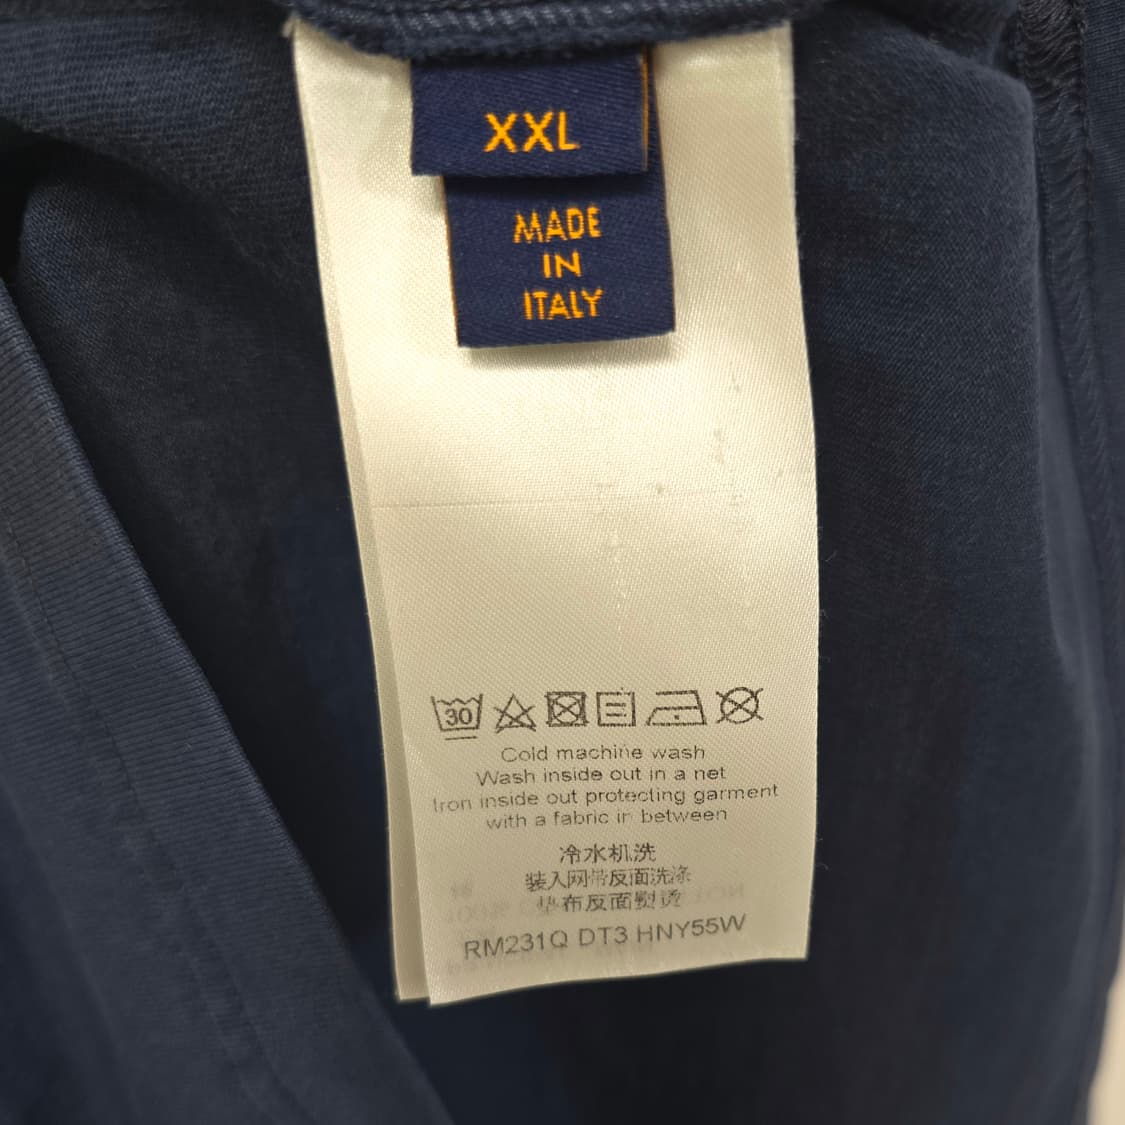 XXL
MADE
IN
ITALY
30
Cold machine wash
Wash inside out in a net
Iron inside out protecting garment
with a fabric in between
冷水机洗
装入网带反面洗涤
垫布反面熨烫
RM231Q DT3 HNY55W